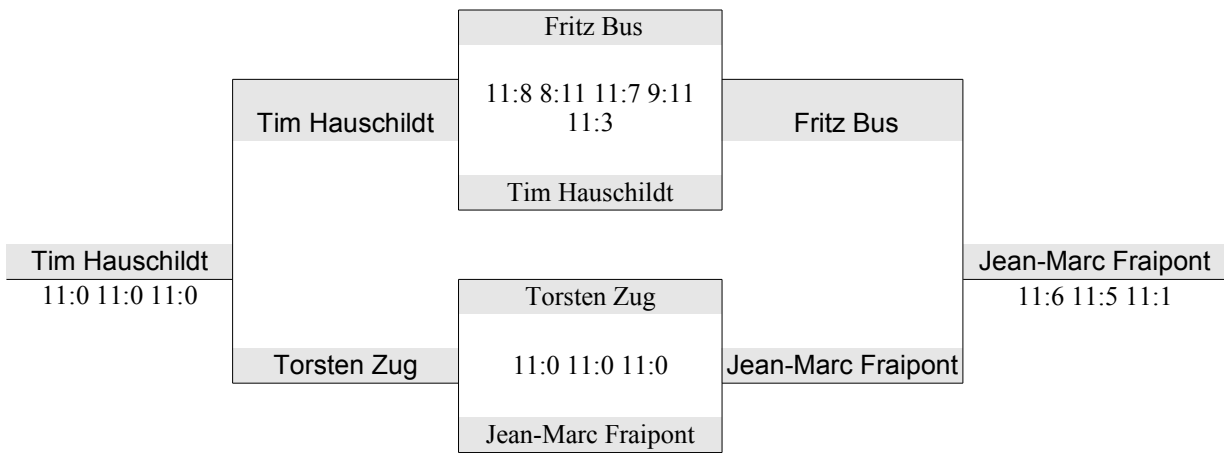 Fritz Bus
11:8 8:11 11:7 9:11
11:3
Tim Hauschildt
Fritz Bus
Tim Hauschildt
Tim Hauschildt
11:0 11:0 11:0
Jean-Marc Fraipont
11:6 11:5 11:1
Torsten Zug
Torsten Zug
11:0 11:0 11:0
Jean-Marc Fraipont
Jean-Marc Fraipont